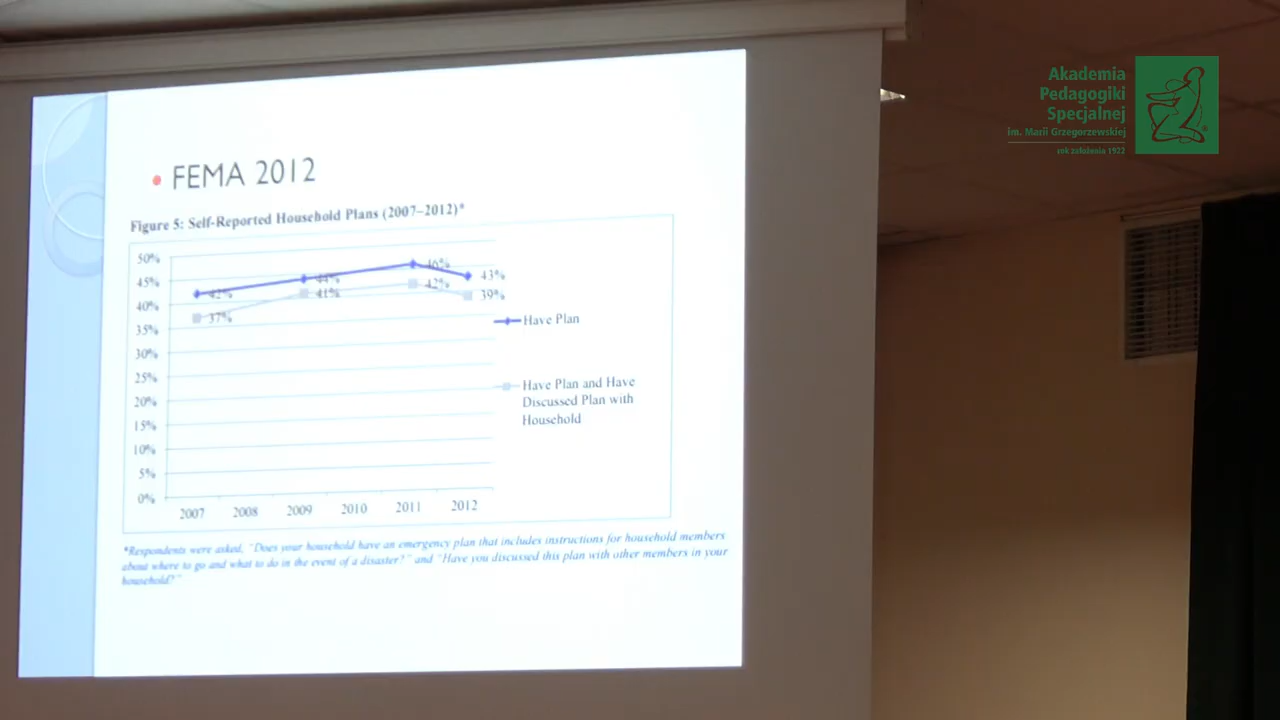 Akademia
Pedagogiki
Specjalnej
im. Marii Grzegorzewskiej
rok założenia 1922
• FEMA 2012
Figure 5: Self-Reported Household Plans (2007–2012)*
50%
45%
40%
35%
30%
25%
20%
15%
10%
5%
0%
42%
44%
46%
43%
37%
41%
42%
39%
2007 2008 2009 2010 2011 2012
Have Plan
Have Plan and Have
Discussed Plan with
Household
*Respondents were asked, "Does your household have an emergency plan that includes instructions for household members
about where to go and what to do in the event of a disaster?" and "Have you discussed this plan with other members in your
household?"